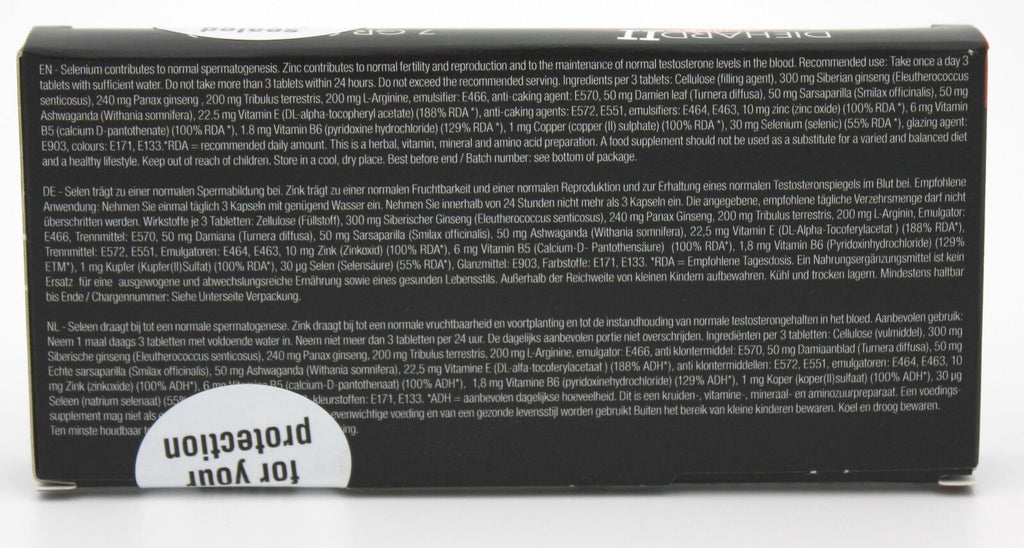 Sealed
7 GR
DIEHARD II
EN - Selenium contributes to normal spermatogenesis. Zinc contributes to normal fertility and reproduction and to the maintenance of normal testosterone levels in the blood. Recommended use: Take once a day 3
tablets with sufficient water. Do not take more than 3 tablets within 24 hours. Do not exceed the recommended serving. Ingredients per 3 tablets: Cellulose (filling agent), 300 mg Siberian ginseng (Eleutherococcus
senticosus), 240 mg Panax ginseng , 200 mg Tribulus terrestris, 200 mg L-Arginine, emulsifier: E466, anti-caking agent: E570, 50 mg Damien leaf (Turnera diffusa), 50 mg Sarsaparilla (Smilax officinalis), 50 mg
Ashwaganda (Withania somnifera), 22.5 mg Vitamin E (DL-alpha-tocophery| acetate) (188% RDA *), anti-caking agents: E572, E551, emulsifiers: E464, E463, 10 mg zinc (zinc oxide) (100% RDA *), 6 mg Vitamin
B5 (calcium D-pantothenate) (100% RDA *), 1.8 mg Vitamin B6 (pyridoxine hydrochloride) (129% RDA *), 1 mg Copper (copper (II) sulphate) (100% RDA *), 30 mg Selenium (selenic) (55% RDA *), glazing agent:
E903, colours: E171, E133.*RDA = recommended daily amount. This is a herbal, vitamin, mineral and amino acid preparation. A food supplement should not be used as a substitute for a varied and balanced diet
and a healthy lifestyle. Keep out of reach of children. Store in a cool, dry place. Best before end / Batch number: see bottom of package.
DE - Selen trägt zu einer normalen Spermabildung bei. Zink trägt zu einer normalen Fruchtbarkeit und einer normalen Reproduktion und zur Erhaltung eines normalen Testosteronspiegels im Blut bei. Empfohlene
Anwendung: Nehmen Sie einmal täglich 3 Kapseln mit genügend Wasser ein. Nehmen Sie innerhalb von 24 Stunden nicht mehr als 3 Kapseln ein. Die angegebene, empfohlene tägliche Verzehrsmenge darf nicht
überschritten werden. Wirkstoffe je 3 Tabletten: Zellulose (Füllstoff), 300 mg Siberischer Ginseng (Eleutherococcus senticosus), 240 mg Panax Ginseng, 200 mg Tribulus terrestris, 200 mg L-Arginin, Emulgator:
E466, Trennmittel: E570, 50 mg Damiana (Turnera diffusa), 50 mg Sarsaparilla (Smilax officinalis), 50 mg Ashwaganda (Withania somnifera), 22,5 mg Vitamin E (DL-Alpha-Tocoferylacetat ) (188% RDA*),
Trennmittel: E572, E551, Emulgatoren: E464, E463, 10 mg Zink (Zinkoxid) (100% RDA*), 6 mg Vitamin B5 (Calcium-D- Pantothensäure) (100% RDA*), 1,8 mg Vitamin B6 (Pyridoxinhydrochloride) (129%
ETM*), 1 mg Kupfer (Kupfer(II)Sulfat) (100% RDA*), 30 µg Selen (Selensäure) (55% RDA*), Glanzmittel: E903, Farbstoffe: E171, E133. *RDA = Empfohlene Tagesdosis. Ein Nahrungsergänzungsmittel ist kein
Ersatz für eine ausgewogene und abwechslungsreiche Ernährung sowie eines gesunden Lebensstils. Außerhalb der Reichweite von kleinen Kindern aufbewahren. Kühl und trocken lagern. Mindestens haltbar
bis Ende / Chargennummer: Siehe Unterseite Verpackung.
NL - Seleen draagt bij tot een normale spermatogenese. Zink draagt bij tot een normale vruchtbaarheid en voortplanting en tot de instandhouding van normale testosterongehalten in het bloed. Aanbevolen gebruik:
Neem 1 maal daags 3 tabletten met voldoende water in. Neem niet meer dan 3 tabletten per 24 uur. De dagelijks aanbevolen portie niet overschrijden. Ingrediënten per 3 tabletten: Cellulose (vulmiddel), 300 mg
Siberische ginseng (Eleutherococcus senticosus), 240 mg Panax ginseng, 200 mg Tribulus terrestris, 200 mg L-Arginine, emulgator: E466, anti klontermiddel: E570, 50 mg Damiaanblad (Turnera diffusa), 50 mg
Echte sarsaparilla (Smilax officinalis), 50 mg Ashwaganda (Withania somnifera), 22,5 mg Vitamine E (DL-alfa-tocoferylacetaat ) (188% ADH*), anti klontermiddellen: E572, E551, emulgatoren: E464, E463, 10
mg Zink (zinkoxide) (100% ADH*), 6 mg B5 (calcium-D-pantothenaat) (100% ADH*), 1,8 mg Vitamine B6 (pyridoxinehydrochloride) (129% ADH*), 1 mg Koper (koper(II)sulfaat) (100% ADH*), 30 µg
Seleen (natrium selenaat) (55% kleurstoffen: E171, E133. *ADH = aanbevolen dagelijkse hoeveelheid. Dit is een kruiden-, vitamine-, mineraal- en aminozuurpreparaat. Een voedings-
supplement mag niet als evenwichtige voeding en van een gezonde levensstijl worden gebruikt Buiten het bereik van kleine kinderen bewaren. Koel en droog bewaren.
Ten minste houdbaar
for your
protection